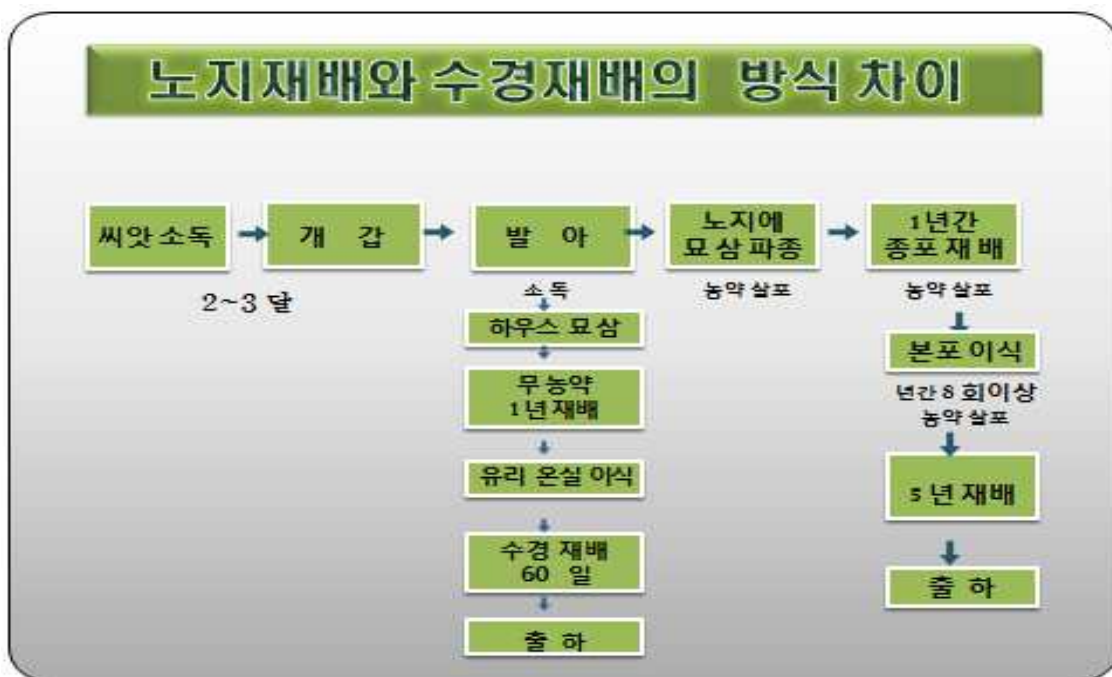 노지재배와 수경재배의 방식 차이
씨앗 소독
개 갑
발 아
노지에
묘 삼 파종
1년간
종포 재배
2~3 달
소 독
농약 살포
농약 살포
하우스 묘 삼
무 농약
1년 재배
유리 온실 이식
수경 재배
60 일
출 하
본포 이식
년간 8 회이상
농약 살포
5 년 재배
출 하